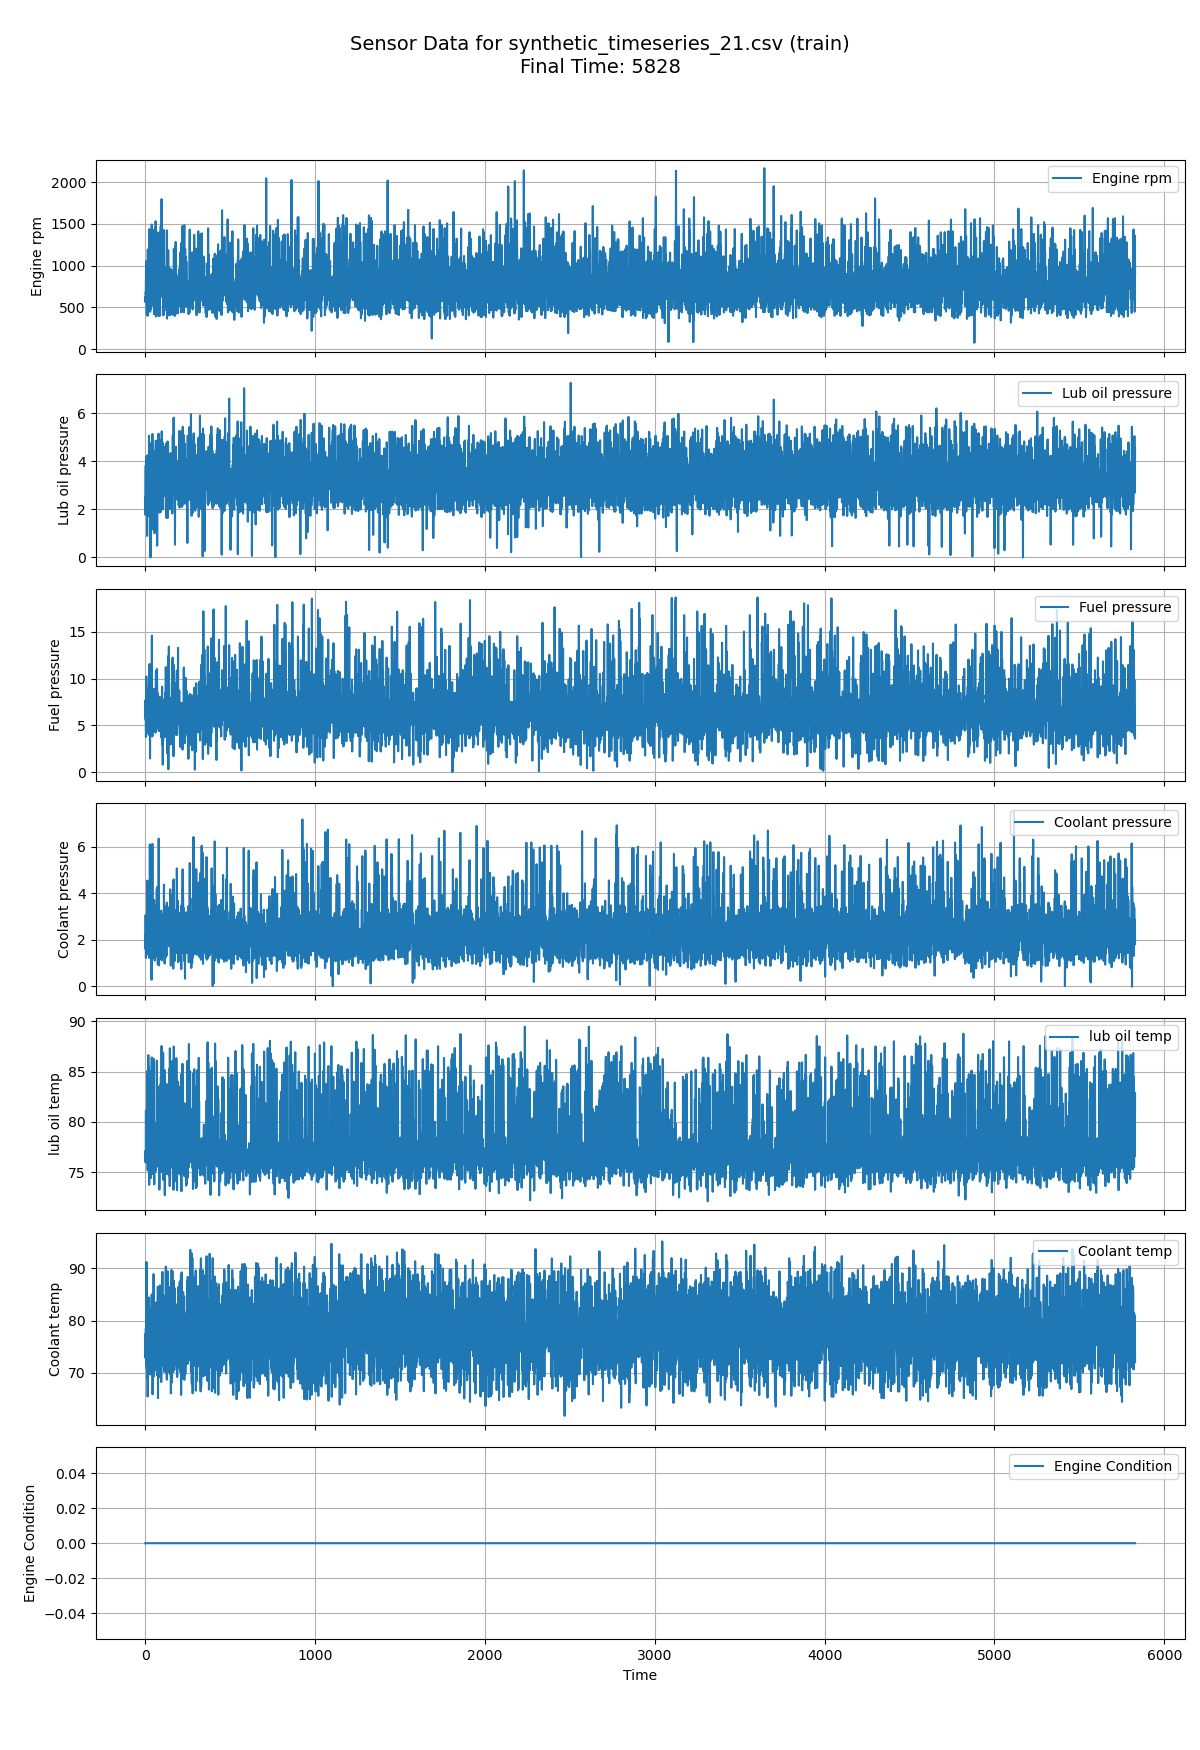 Sensor Data for synthetic_timeseries_21.csv (train)
Final Time: 5828
Engine rpm
2000
1500
1000
500
0
Engine rpm
Lub oil pressure
6
4
2
0
Lub oil pressure
Fuel pressure
15
10
5
0
Fuel pressure
Coolant pressure
6
4
2
0
Coolant pressure
lub oil temp
90
85
80
75
lub oil temp
Coolant temp
90
80
70
Coolant temp
Engine Condition
0.04
0.02
0.00
−0.02
−0.04
Engine Condition
0 1000 2000 3000 4000 5000 6000
Time